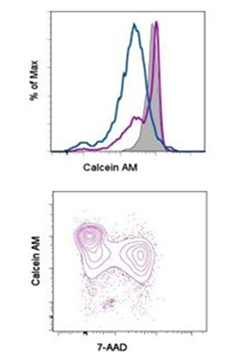 % of Max
Calcein AM
Calcein AM
7-AAD